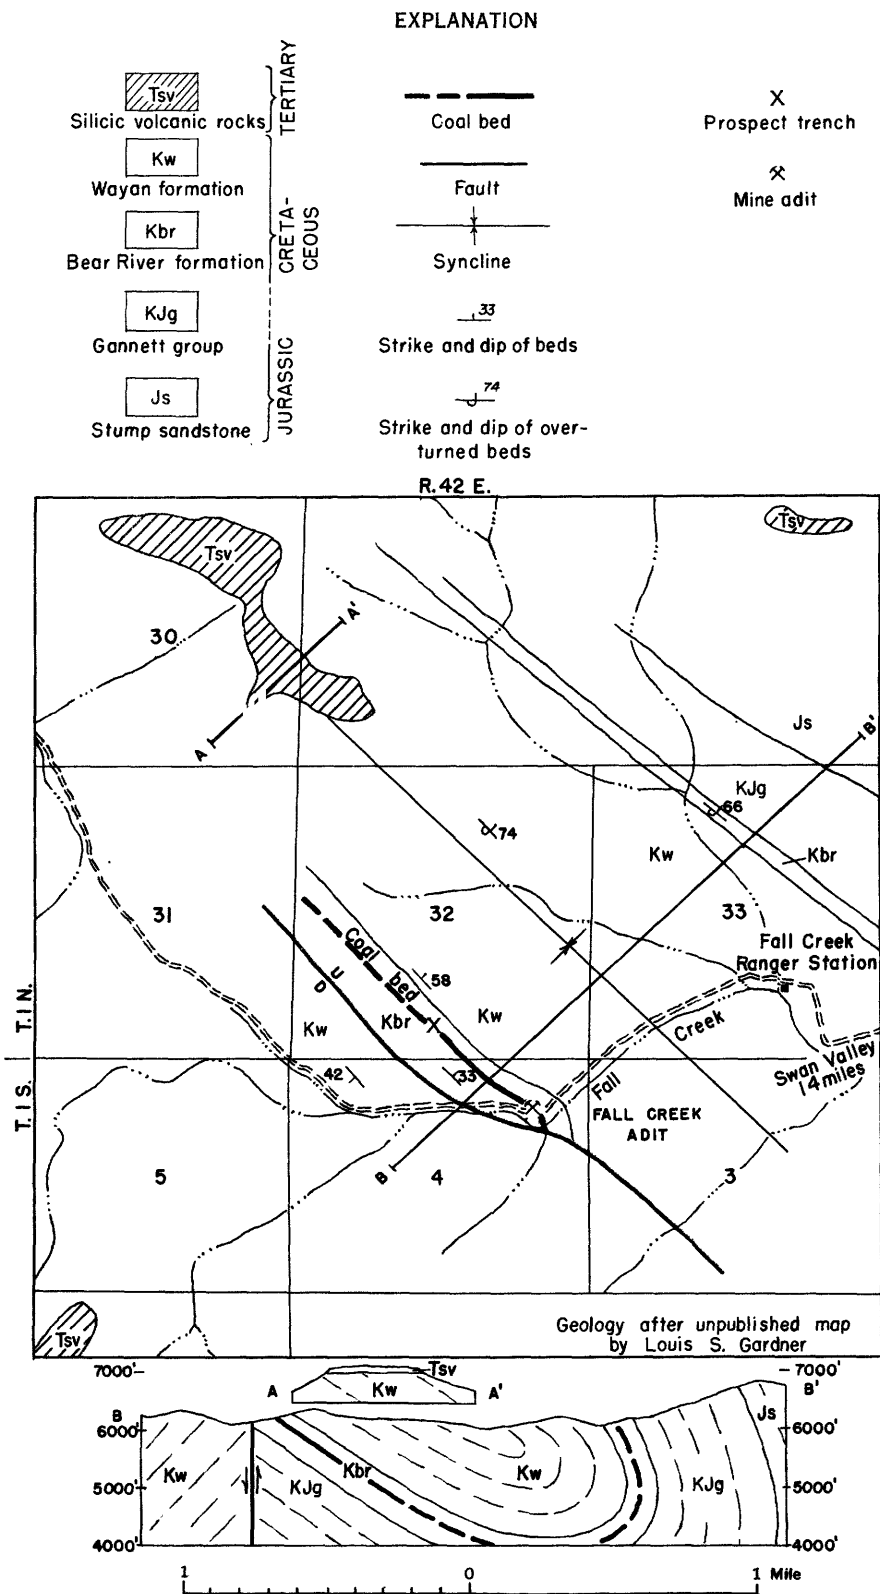 EXPLANATION
Tsv
Silicic volcanic rocks
TERTIARY
Kw
Wayan formation
Kbr
Bear River formation
CRETA-
CEOUS
KJg
Gannett group
Js
Stump sandstone
JURASSIC
Coal bed
Fault
Syncline
33
Strike and dip of beds
74
Strike and dip of over-
turned beds
X
Prospect trench
Mine adit
R. 42 E.
Tsv
Tsv
30
A'
A
Js
B'
KJg
66
74
Kw
Kbr
31
32
33
Coal bed
Fall Creek
Ranger Station
U
D
58
T. I N.
Kw
Kbr
X
Kw
Creek
Fall
Swan Valley
14 miles
T. I S.
42
33
FALL CREEK
ADIT
B
5
4
3
Tsv
Geology after unpublished map
by Louis S. Gardner
7000'
Tsv
7000'
A
Kw
A'
B'
B
Js
6000'
6000'
Kw
KJg
Kbr
Kw
KJg
5000'
5000'
4000'
4000'
1
0
1 Mile